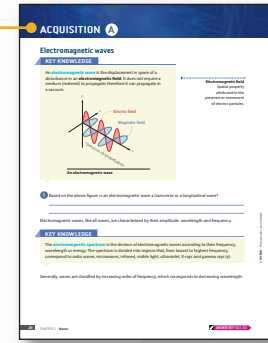 ACQUISITION A
Electromagnetic waves
KEY KNOWLEDGE
An electromagnetic wave is the displacement in space of a
disturbance in an electromagnetic field. It does not require a
medium (material) to propagate; therefore it can propagate in
a vacuum.
Electromagnetic field
Spatial property
attributed to the
presence or movement
of electric particles.
Electric field
Magnetic field
Direction of propagation
An electromagnetic wave
1 Based on the above figure, is an electromagnetic wave a transverse or a longitudinal wave?
Electromagnetic waves, like all waves, are characterized by their amplitude, wavelength and frequency.
KEY KNOWLEDGE
The electromagnetic spectrum is the division of electromagnetic waves according to their frequency,
wavelength or energy. The spectrum is divided into regions that, from lowest to highest frequency,
correspond to radio waves, microwaves, infrared, visible light, ultraviolet, X-rays and gamma rays (γ).
Generally, waves are classified by increasing order of frequency, which corresponds to decreasing wavelength.
Waves